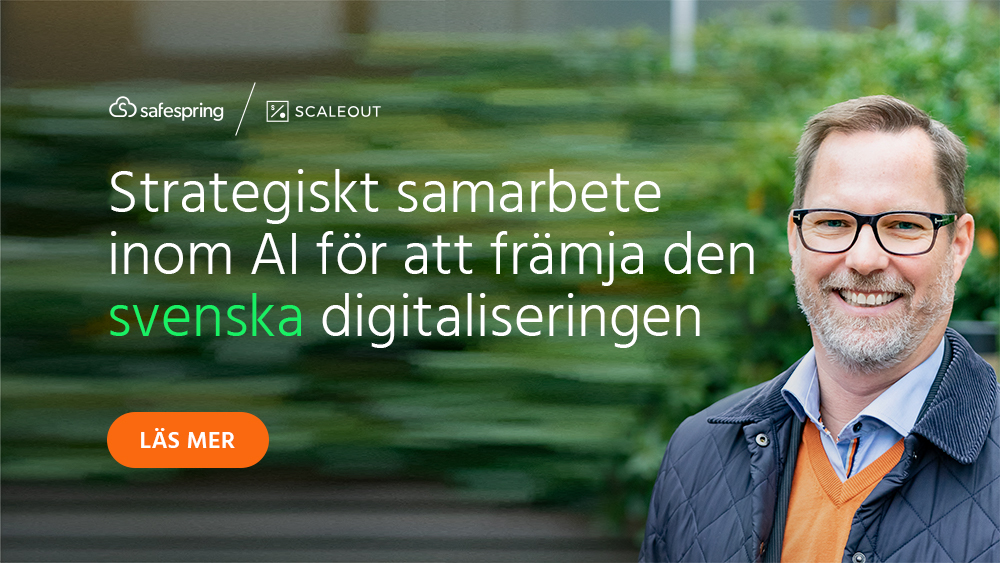 safespring / SCALEOUT
Strategiskt samarbete
inom AI för att främja den
svenska digitaliseringen
LÄS MER